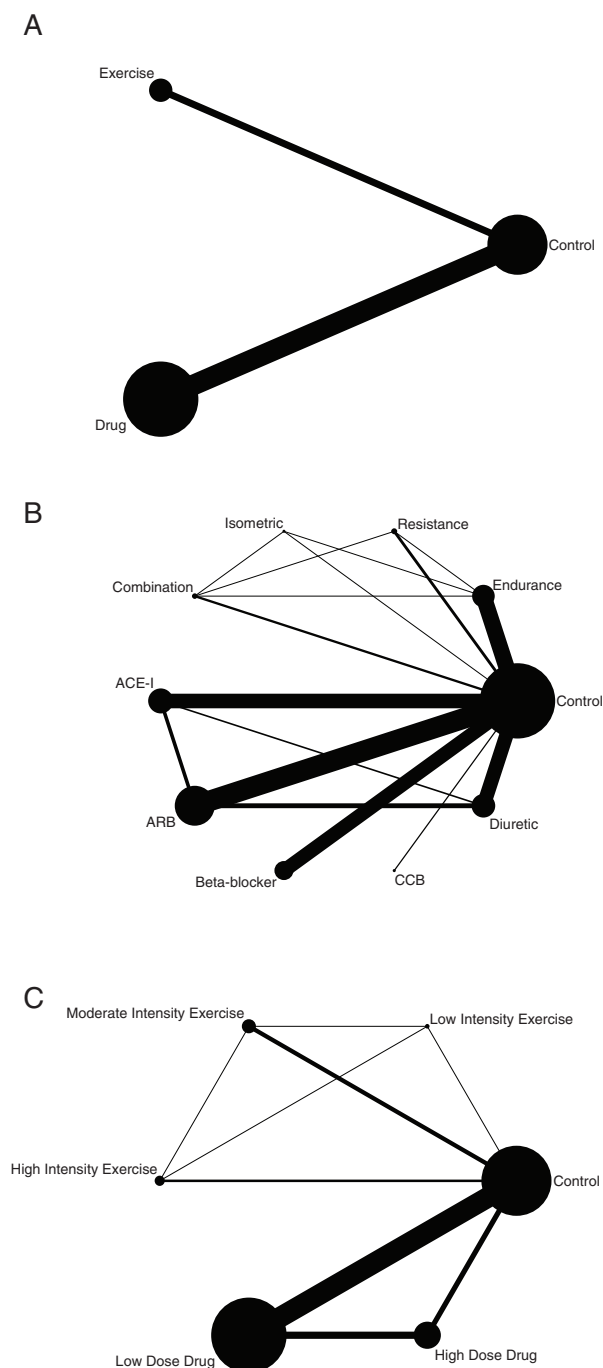 A
Exercise
Control
Drug
B
Isometric
Resistance
Combination
Endurance
ACE-I
Control
ARB
Diuretic
Beta-blocker
CCB
C
Moderate Intensity Exercise
Low Intensity Exercise
High Intensity Exercise
Control
High Dose Drug
Low Dose Drug